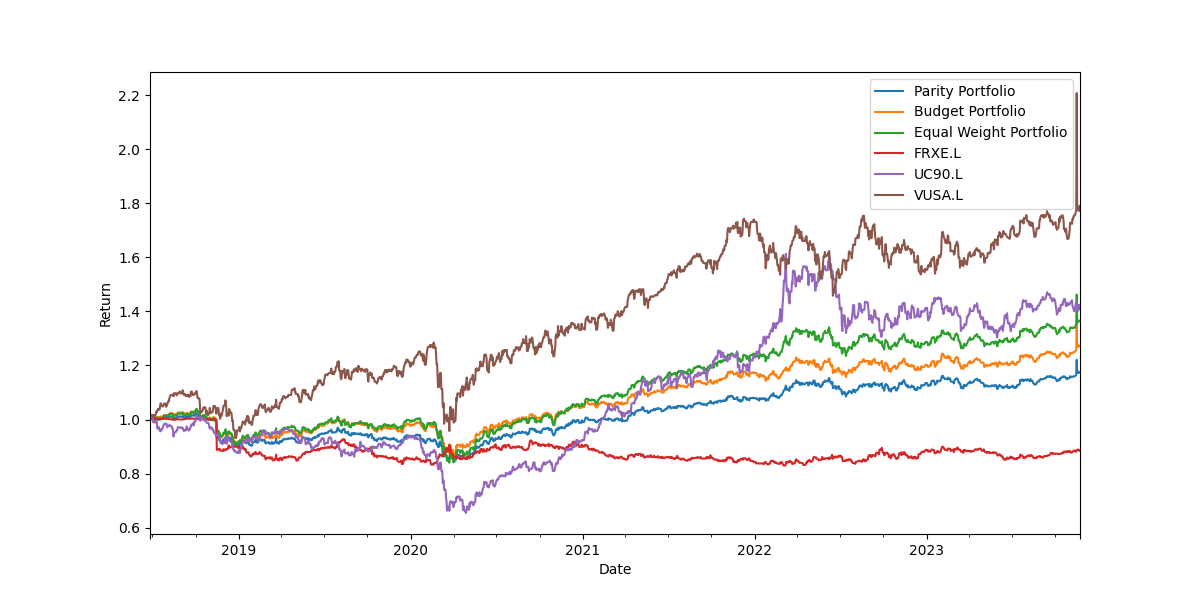 Parity Portfolio
Budget Portfolio
Equal Weight Portfolio
FRXE.L
UC90.L
VUSA.L
Return
2.2
2.0
1.8
1.6
1.4
1.2
1.0
0.8
0.6
2019 2020 2021 2022 2023
Date